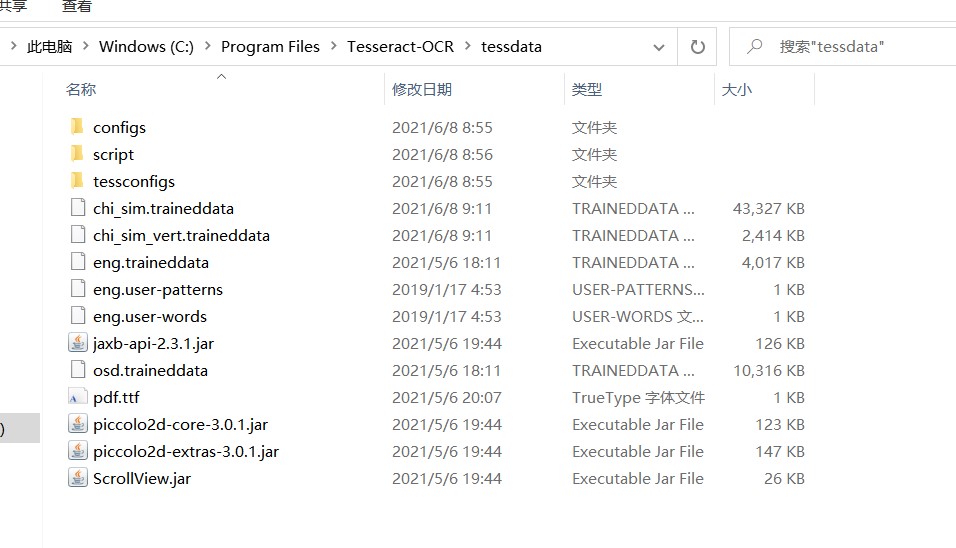 共享 查看
此电脑 > Windows (C:) > Program Files > Tesseract-OCR > tessdata 搜索"tessdata"
名称 修改日期 类型 大小
configs 2021/6/8 8:55 文件夹
script 2021/6/8 8:56 文件夹
tessconfigs 2021/6/8 8:55 文件夹
chi_sim.traineddata 2021/6/8 9:11 TRAINEDDATA ... 43,327 KB
chi_sim_vert.traineddata 2021/6/8 9:11 TRAINEDDATA ... 2,414 KB
eng.traineddata 2021/5/6 18:11 TRAINEDDATA ... 4,017 KB
eng.user-patterns 2019/1/17 4:53 USER-PATTERNS... 1 KB
eng.user-words 2019/1/17 4:53 USER-WORDS 文... 1 KB
jaxb-api-2.3.1.jar 2021/5/6 19:44 Executable Jar File 126 KB
osd.traineddata 2021/5/6 18:11 TRAINEDDATA ... 10,316 KB
pdf.ttf 2021/5/6 20:07 TrueType 字体文件 1 KB
)
piccolo2d-core-3.0.1.jar 2021/5/6 19:44 Executable Jar File 123 KB
piccolo2d-extras-3.0.1.jar 2021/5/6 19:44 Executable Jar File 147 KB
ScrollView.jar 2021/5/6 19:44 Executable Jar File 26 KB